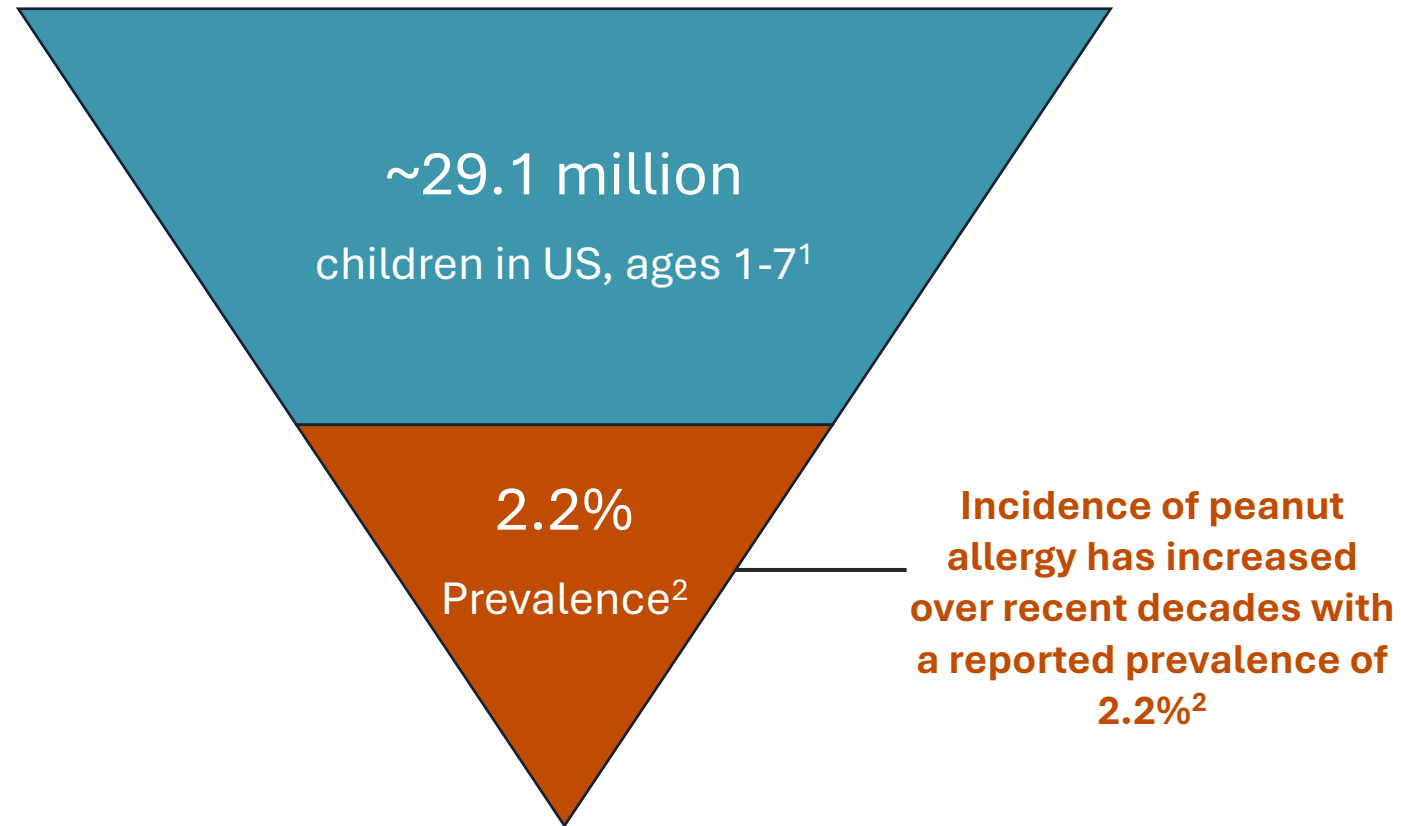 ~29.1 million
children in US, ages 1-7¹
2.2%
Prevalence²
Incidence of peanut
allergy has increased
over recent decades with
a reported prevalence of
2.2%²